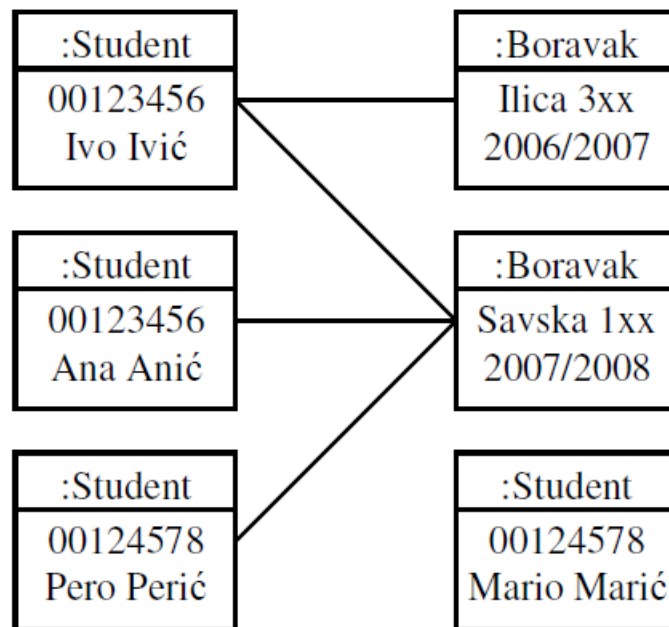 :Student
00123456
Ivo Ivić
:Boravak
Ilica 3xx
2006/2007
:Student
00123456
Ana Anić
:Boravak
Savska 1xx
2007/2008
:Student
00124578
Pero Perić
:Student
00124578
Mario Marić